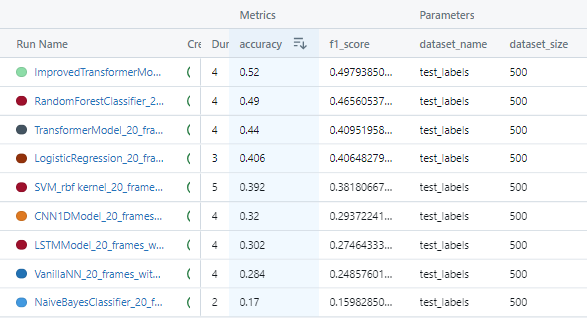 Metrics Parameters
Run Name Cre Dur accuracy f1_score dataset_name dataset_size
ImprovedTransformerMo... 4 0.52 0.49793850... test_labels 500
RandomForestClassifier_2... 4 0.49 0.46560537... test_labels 500
TransformerModel_20_fra... 4 0.44 0.40951958... test_labels 500
LogisticRegression_20_fra... 3 0.406 0.40648279... test_labels 500
SVM_rbf kernel_20_frame... 5 0.392 0.38180667... test_labels 500
CNN1DModel_20_frames... 4 0.32 0.29372241... test_labels 500
LSTMModel_20_frames_w... 4 0.302 0.27464333... test_labels 500
VanillaNN_20_frames_wit... 4 0.284 0.24857601... test_labels 500
NaiveBayesClassifier_20_f... 2 0.17 0.15982850... test_labels 500